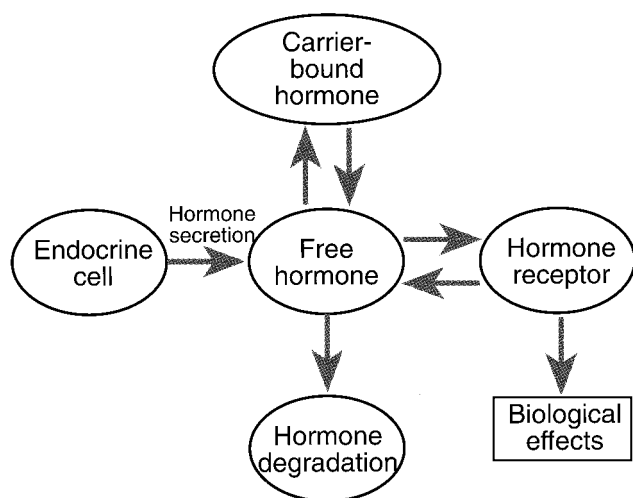 Carrier-
bound
hormone
Hormone
secretion
Endocrine
cell
Free
hormone
Hormone
receptor
Hormone
degradation
Biological
effects